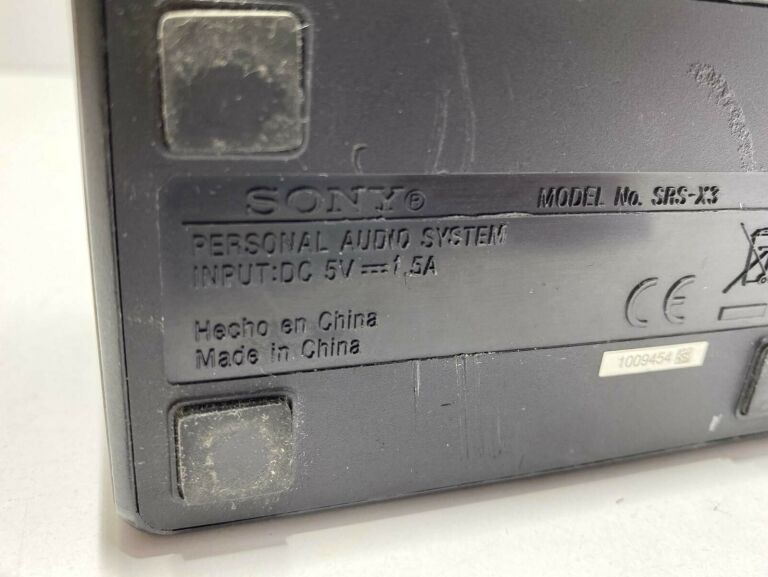 SONY®
MODEL No. SRS-X3
PERSONAL AUDIO SYSTEM
INPUT:DC 5V⎓1.5A
CE
Hecho en China
Made in China
1009454